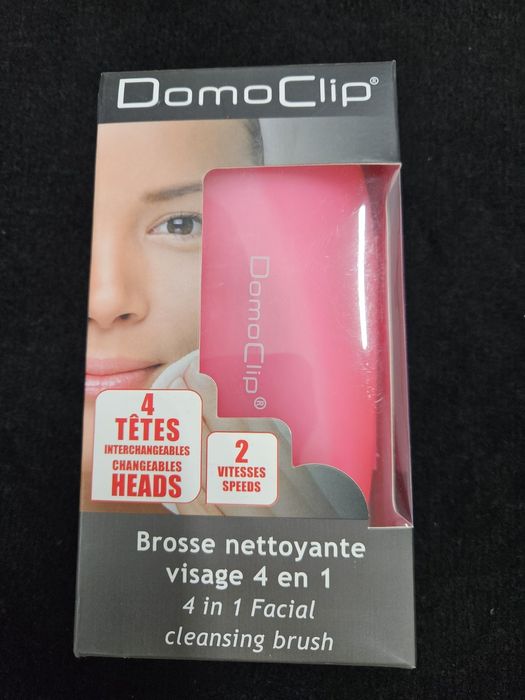 DomoClip®
DomoClip®
4
TÊTES
INTERCHANGEABLES
CHANGEABLES
HEADS
2
VITESSES
SPEEDS
Brosse nettoyante
visage 4 en 1
4 in 1 Facial
cleansing brush